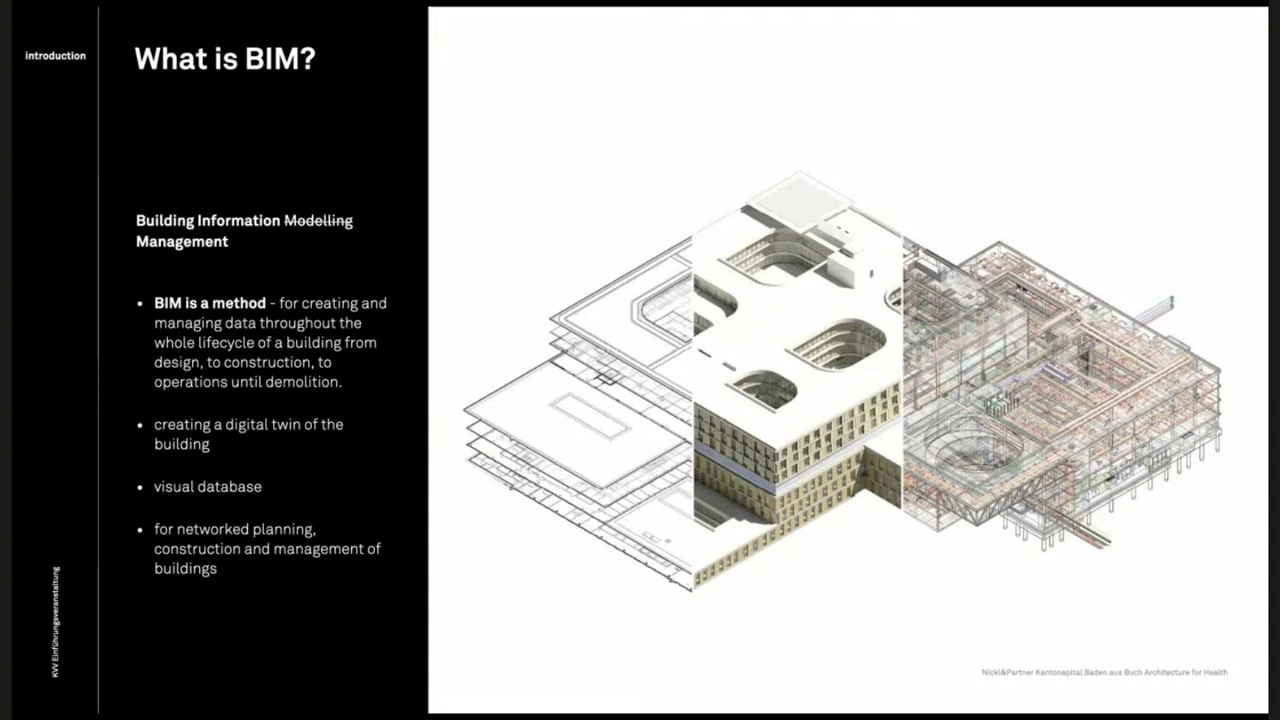 introduction
What is BIM?
Building Information Modelling
Management
• BIM is a method - for creating and
managing data throughout the
whole lifecycle of a building from
design, to construction, to
operations until demolition.
• creating a digital twin of the
building
• visual database
• for networked planning,
construction and management of
buildings
KVV Einführungsveranstaltung
Nickl&Partner Kantonspital Baden aus Buch Architecture for Health